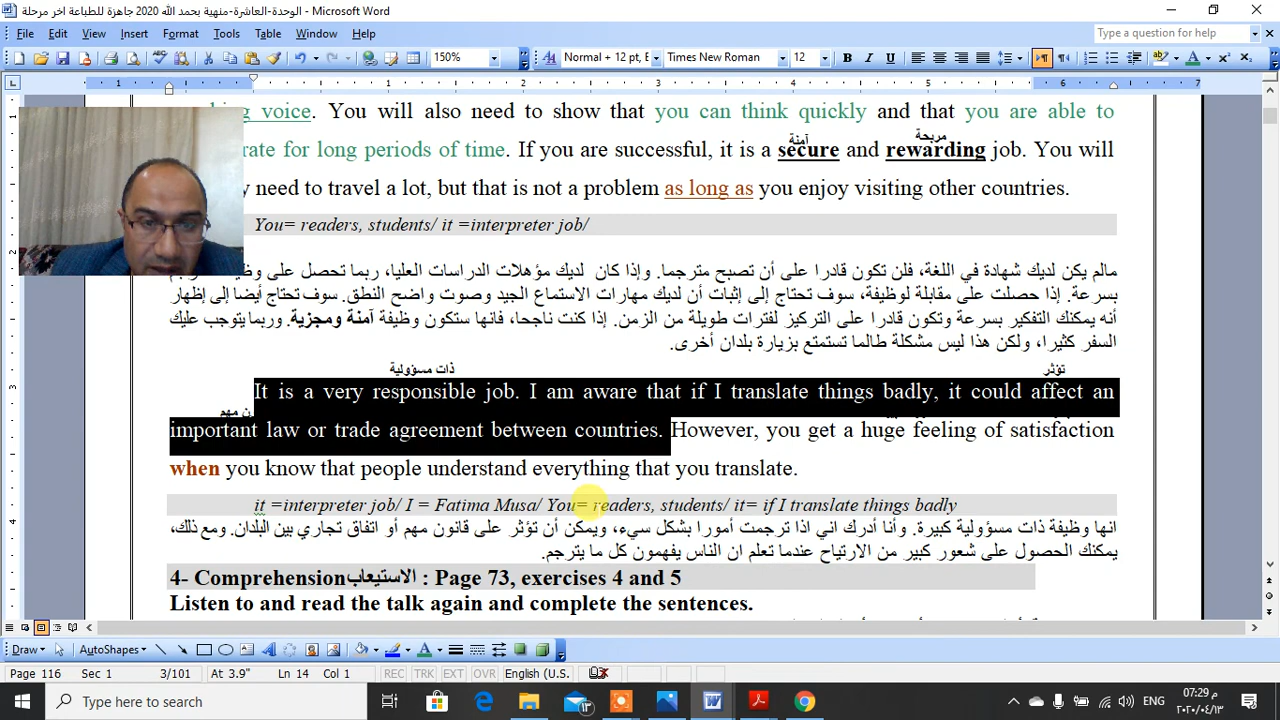 الوحدة-العاشرة-منهية بحمد الله 2020 جاهزة للطباعة اخر مرحلة - Microsoft Word
File Edit View Insert Format Tools Table Window Help Type a question for help
150% Normal + 12 pt, E Times New Roman 12 B I U
1 1 2 3 4 5 6 7
king voice. You will also need to show that you can think quickly and that you are able to
آمنة مربحة
rate for long periods of time. If you are successful, it is a secure and rewarding job. You will
y need to travel a lot, but that is not a problem as long as you enjoy visiting other countries.
You= readers, students/ it =interpreter job/
مالم يكن لديك شهادة في اللغة، فلن تكون قادرا على أن تصبح مترجما. وإذا كان لديك مؤهلات الدراسات العليا، ربما تحصل على
بسرعة. إذا حصلت على مقابلة لوظيفة، سوف تحتاج إلى إثبات أن لديك مهارات الاستماع الجيد وصوت واضح النطق. سوف تحتاج أيضا إلى إظهار
أنه يمكنك التفكير بسرعة وتكون قادرا على التركيز لفترات طويلة من الزمن. إذا كنت ناجحا، فانها ستكون وظيفة آمنة ومجزية. وربما يتوجب عليك
السفر كثيرا، ولكن هذا ليس مشكلة طالما تستمتع بزيارة بلدان أخرى.
ذات مسؤولية تؤثر
It is a very responsible job. I am aware that if I translate things badly, it could affect an
important law or trade agreement between countries. However, you get a huge feeling of satisfaction
when you know that people understand everything that you translate.
it =interpreter job/ I = Fatima Musa/ You= readers, students/ it= if I translate things badly
انها وظيفة ذات مسؤولية كبيرة. وأنا أدرك اني اذا ترجمت أمورا بشكل سيء، ويمكن أن تؤثر على قانون مهم أو اتفاق تجاري بين البلدان. ومع ذلك،
يمكنك الحصول على شعور كبير من الارتياح عندما تعلم ان الناس يفهمون كل ما يترجم.
4- Comprehension الاستيعاب : Page 73, exercises 4 and 5
Listen to and read the talk again and complete the sentences.
Draw AutoShapes
Page 116 Sec 1 3/101 At 3.9" Ln 14 Col 1 REC TRK EXT OVR English (U.S.
Type here to search
ENG
07:29 م
٢٠٢٠/٠٤/١٣